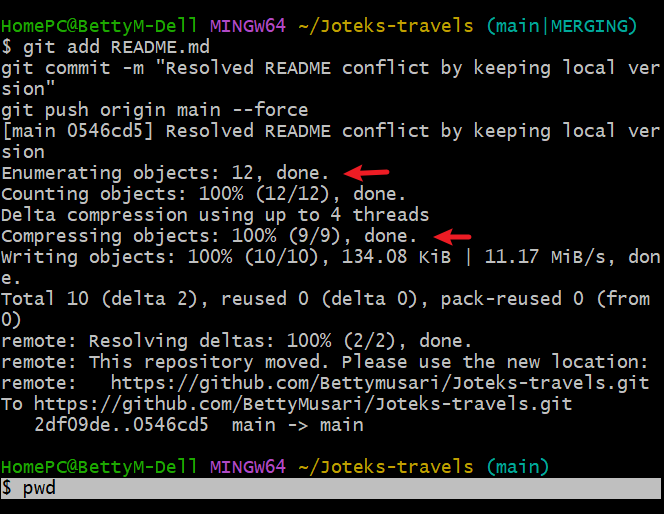 HomePC@BettyM-Dell MINGW64 ~/Joteks-travels (main|MERGING)
$ git add README.md
git commit -m "Resolved README conflict by keeping local ver
sion"
git push origin main --force
[main 0546cd5] Resolved README conflict by keeping local ver
sion
Enumerating objects: 12, done.
Counting objects: 100% (12/12), done.
Delta compression using up to 4 threads
Compressing objects: 100% (9/9), done.
Writing objects: 100% (10/10), 134.08 KiB | 11.17 MiB/s, don
e.
Total 10 (delta 2), reused 0 (delta 0), pack-reused 0 (from
0)
remote: Resolving deltas: 100% (2/2), done.
remote: This repository moved. Please use the new location:
remote:   https://github.com/Bettymusari/Joteks-travels.git
To https://github.com/BettyMusari/Joteks-travels.git
   2df09de..0546cd5  main -> main
HomePC@BettyM-Dell MINGW64 ~/Joteks-travels (main)
$ pwd